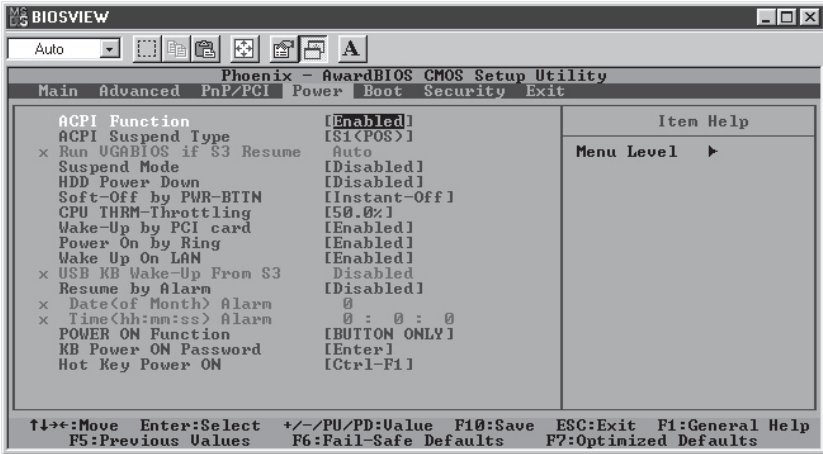 MS-DOS BIOSVIEW
Auto A
Phoenix - AwardBIOS CMOS Setup Utility
Main Advanced PnP/PCI Power Boot Security Exit
ACPI Function [Enabled]
ACPI Suspend Type [S1(POS)]
x Run VGABIOS if S3 Resume Auto
Suspend Mode [Disabled]
HDD Power Down [Disabled]
Soft-Off by PWR-BTTN [Instant-Off]
CPU THRM-Throttling [50.0%]
Wake-Up by PCI card [Enabled]
Power On by Ring [Enabled]
Wake Up On LAN [Enabled]
x USB KB Wake-Up From S3 Disabled
Resume by Alarm [Disabled]
x Date(of Month) Alarm 0
x Time(hh:mm:ss) Alarm 0 : 0 : 0
POWER ON Function [BUTTON ONLY]
KB Power ON Password [Enter]
Hot Key Power ON [Ctrl-F1]
Item Help
Menu Level ►
↑↓→←:Move Enter:Select +/-/PU/PD:Value F10:Save ESC:Exit F1:General Help
F5:Previous Values F6:Fail-Safe Defaults F7:Optimized Defaults